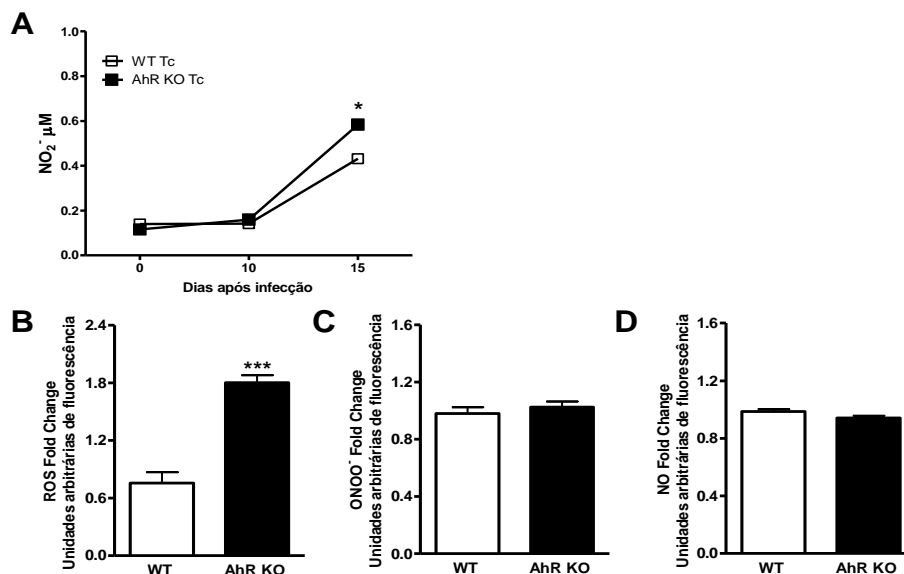 A
WT Tc
AhR KO Tc
1.0
0.8
0.6
0.4
0.2
0.0
NO₂⁻ μM
*
0
10
15
Dias após infecção
B
ROS Fold Change
Unidades arbitrárias de fluorescência
2.4
1.8
1.2
0.6
0.0
***
WT
AhR KO
C
ONOO⁻ Fold Change
Unidades arbitrárias de fluorescência
1.6
1.2
0.8
0.4
0.0
WT
AhR KO
D
NO Fold Change
Unidades arbitrárias de fluorescência
1.6
1.2
0.8
0.4
0.0
WT
AhR KO